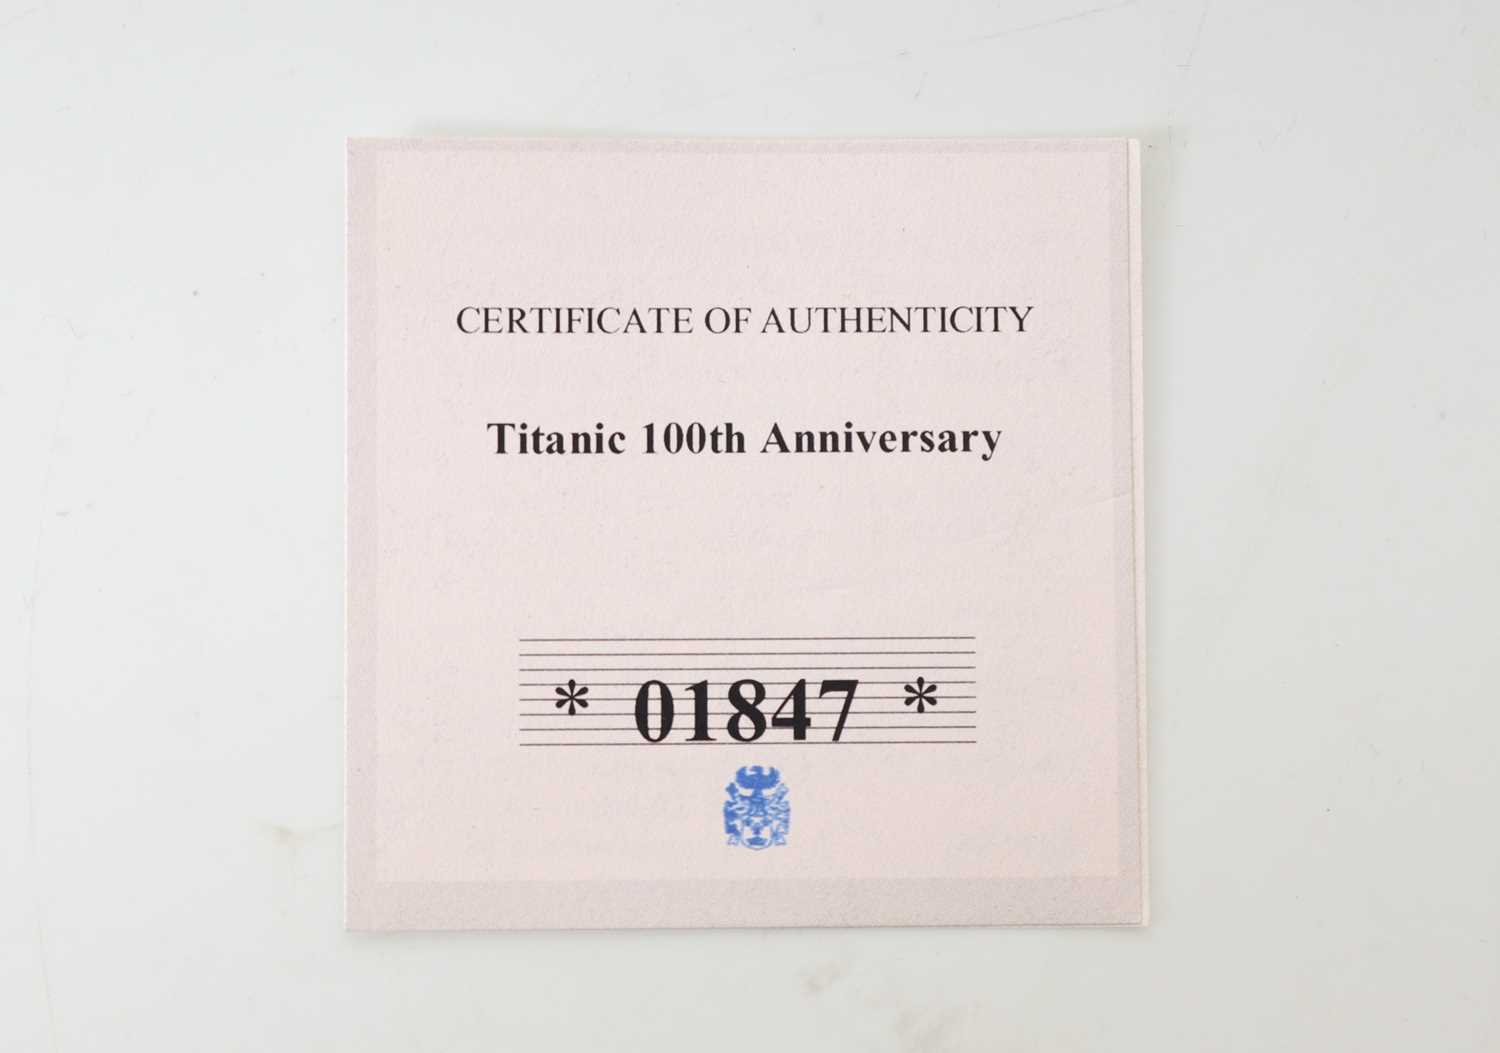 CERTIFICATE OF AUTHENTICITY
Titanic 100th Anniversary
* 01847 *